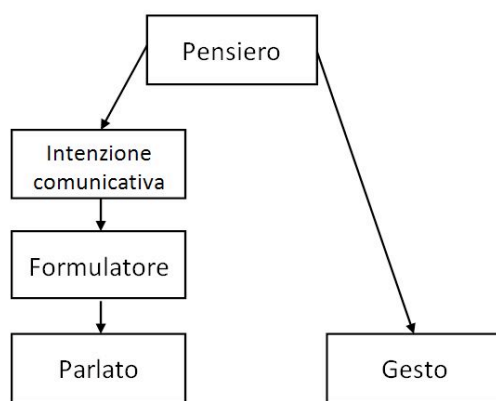 Pensiero
Intenzione
comunicativa
Formulatore
Parlato
Gesto